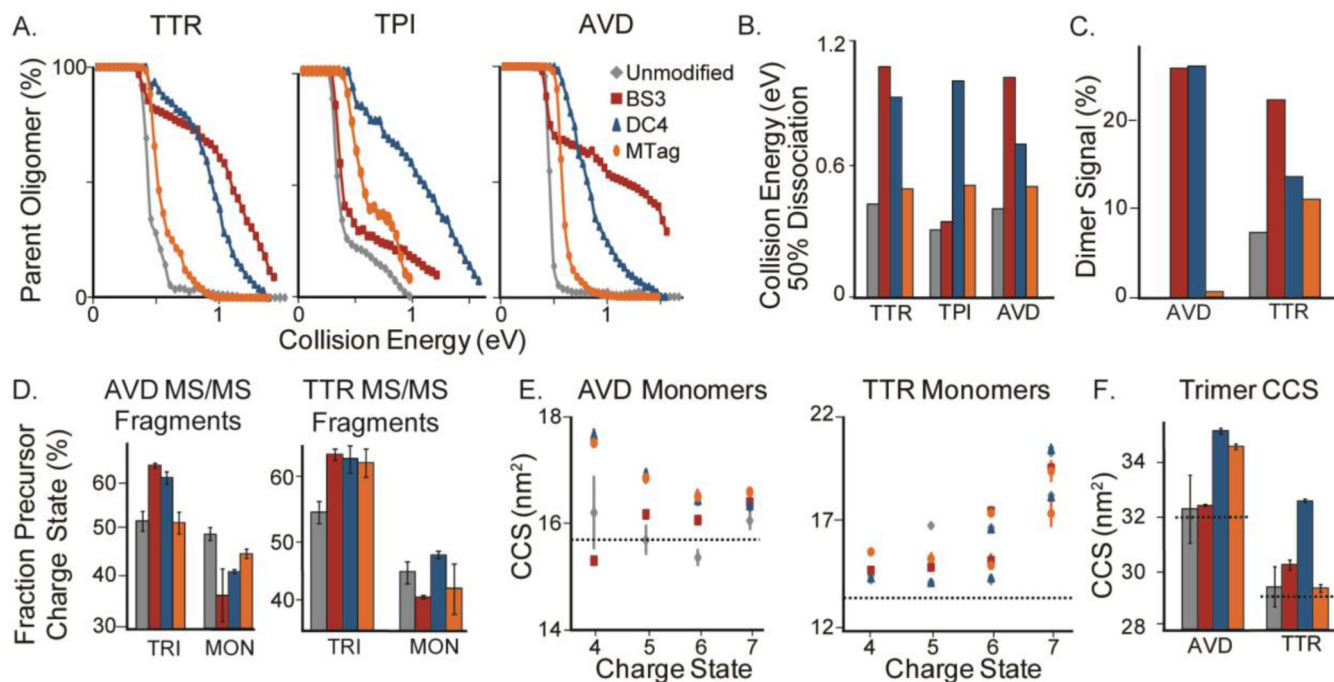 A.
TTR
TPI
AVD
Parent Oligomer (%)
100
0
0
1
0
1
0
1
Collision Energy (eV)
Unmodified
BS3
DC4
MTag
B.
Collision Energy (eV)
50% Dissociation
1.2
0.6
0
TTR
TPI
AVD
C.
Dimer Signal (%)
20
10
0
AVD
TTR
D.
AVD MS/MS
Fragments
Fraction Precursor
Charge State (%)
60
50
40
30
TRI
MON
TTR MS/MS
Fragments
60
50
40
TRI
MON
E.
AVD Monomers
CCS (nm²)
18
16
14
4
5
6
7
Charge State
TTR Monomers
22
17
12
4
5
6
7
Charge State
F.
Trimer CCS
CCS (nm²)
34
32
30
28
AVD
TTR